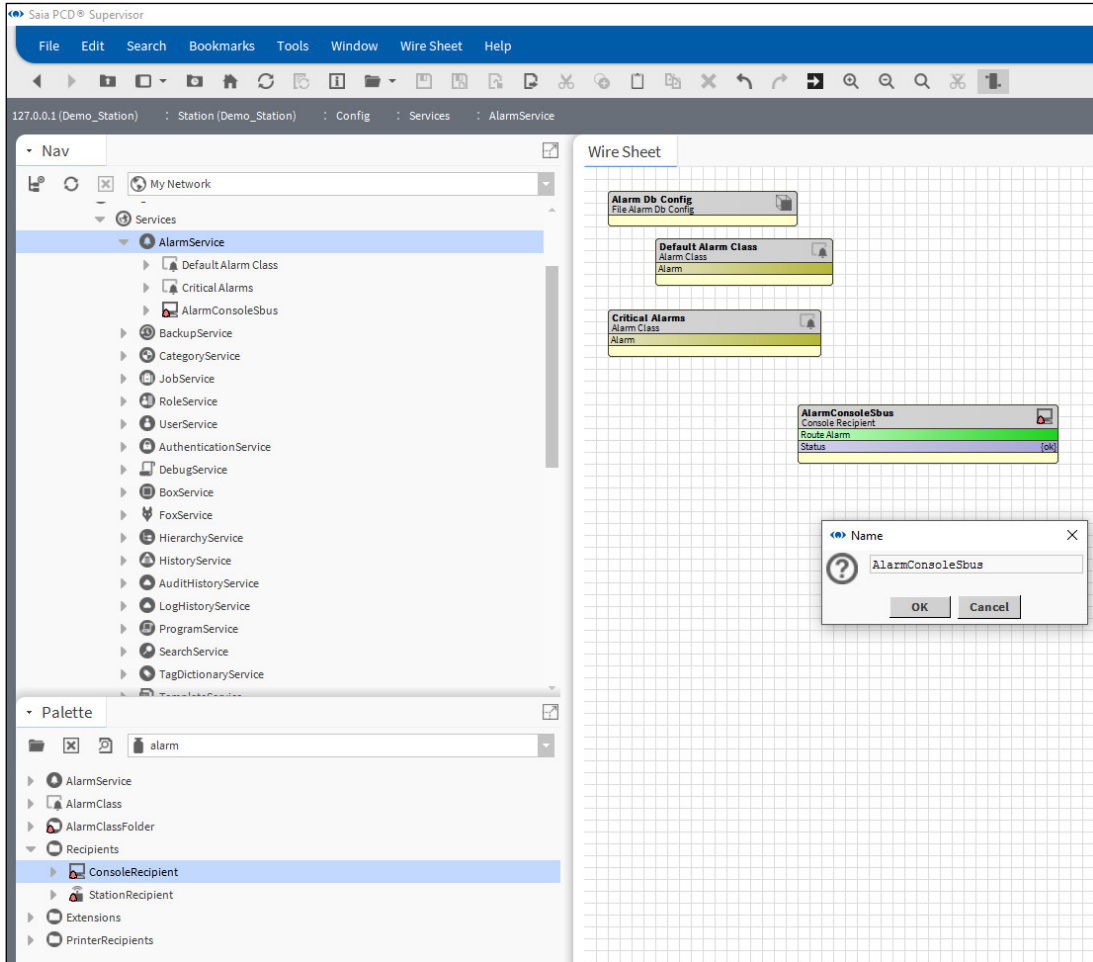 Saia PCD® Supervisor
File Edit Search Bookmarks Tools Window Wire Sheet Help
127.0.0.1 (Demo_Station) : Station (Demo_Station) : Config : Services : AlarmService
Nav
My Network
Services
AlarmService
Default Alarm Class
Critical Alarms
AlarmConsoleSbus
BackupService
CategoryService
JobService
RoleService
UserService
AuthenticationService
DebugService
BoxService
FoxService
HierarchyService
HistoryService
AuditHistoryService
LogHistoryService
ProgramService
SearchService
TagDictionaryService
Palette
alarm
AlarmService
AlarmClass
AlarmClassFolder
Recipients
ConsoleRecipient
StationRecipient
Extensions
PrinterRecipients
Wire Sheet
Alarm Db Config
File Alarm Db Config
Default Alarm Class
Alarm Class
Alarm
Critical Alarms
Alarm Class
Alarm
AlarmConsoleSbus
Console Recipient
Route Alarm
Status {ok}
Name
AlarmConsoleSbus
OK Cancel